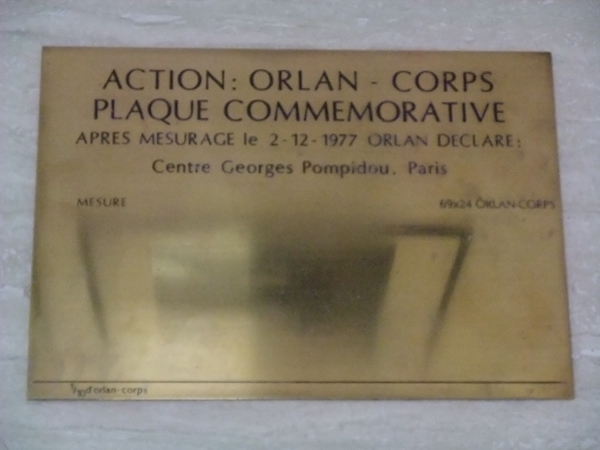 ACTION: ORLAN - CORPS
PLAQUE COMMEMORATIVE
APRES MESURAGE le 2-12-1977 ORLAN DECLARE:
Centre Georges Pompidou. Paris
MESURE 69x24 ORLAN-CORPS
d'orlan-corps